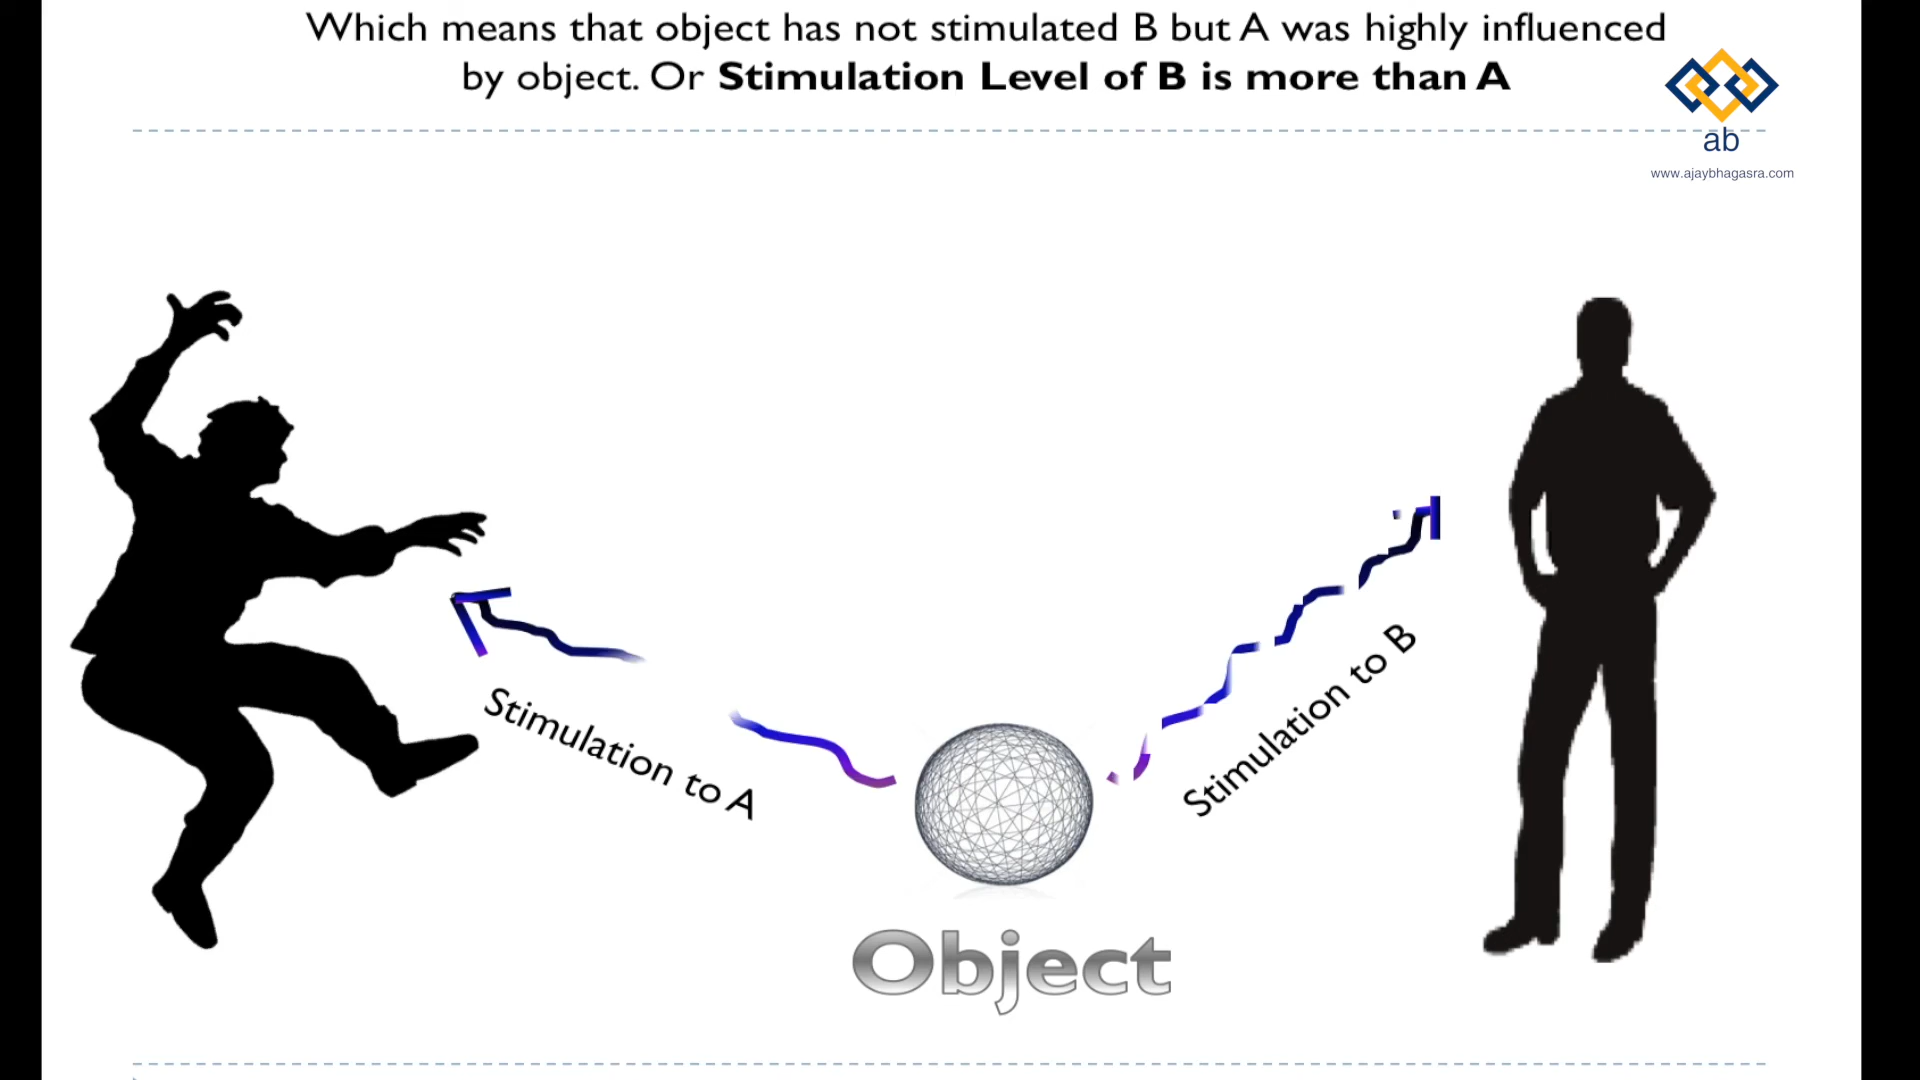 Which means that object has not stimulated B but A was highly influenced
by object. Or Stimulation Level of B is more than A
ab
www.ajaybhagasra.com
Stimulation to A
Stimulation to B
Object